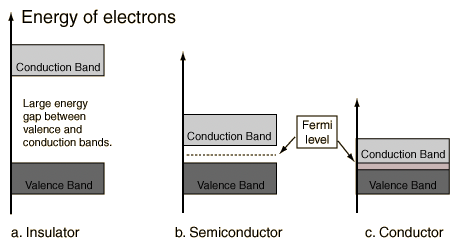 Energy of electrons
Conduction Band
Large energy
gap between
valence and
conduction bands.
Valence Band
a. Insulator
Conduction Band
Valence Band
b. Semiconductor
Fermi
level
Conduction Band
Valence Band
c. Conductor